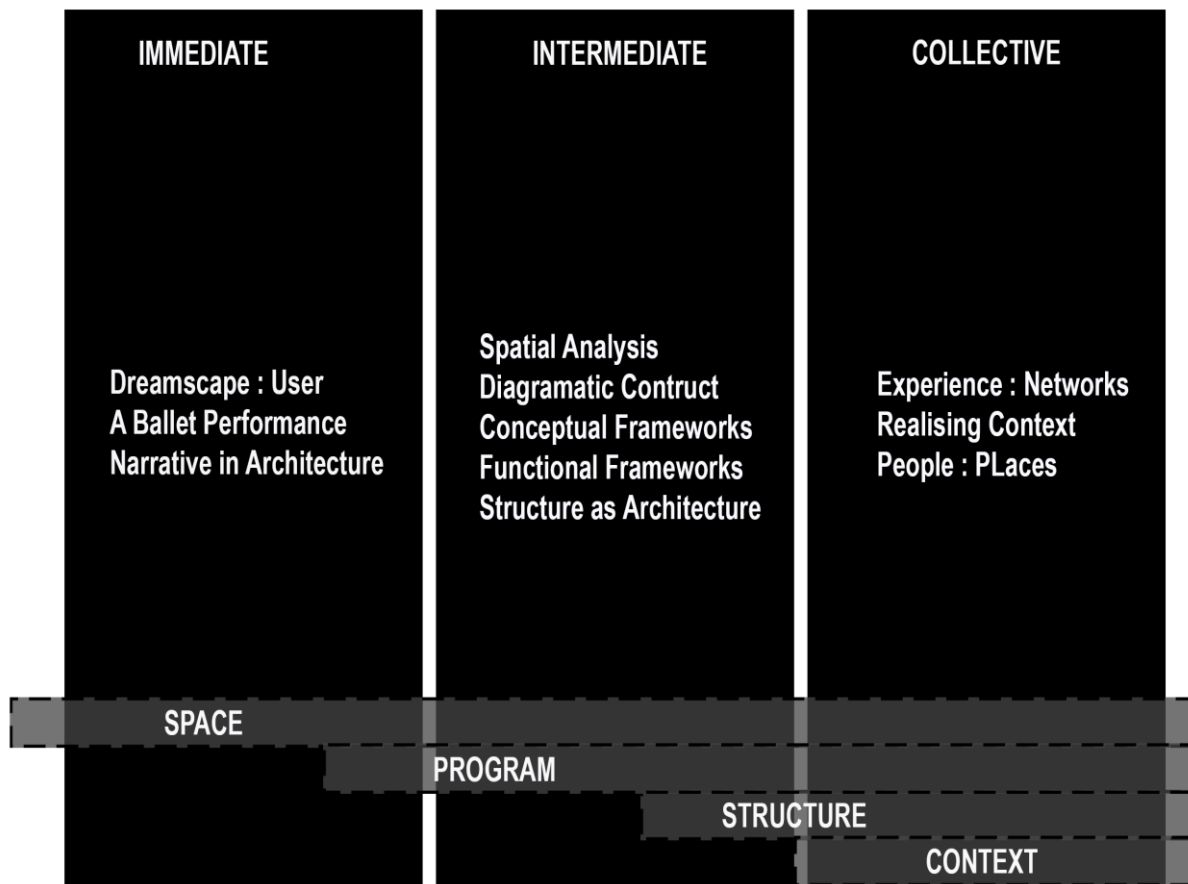 IMMEDIATE
Dreamscape : User
A Ballet Performance
Narrative in Architecture
INTERMEDIATE
Spatial Analysis
Diagramatic Contruct
Conceptual Frameworks
Functional Frameworks
Structure as Architecture
COLLECTIVE
Experience : Networks
Realising Context
People : PLaces
SPACE
PROGRAM
STRUCTURE
CONTEXT